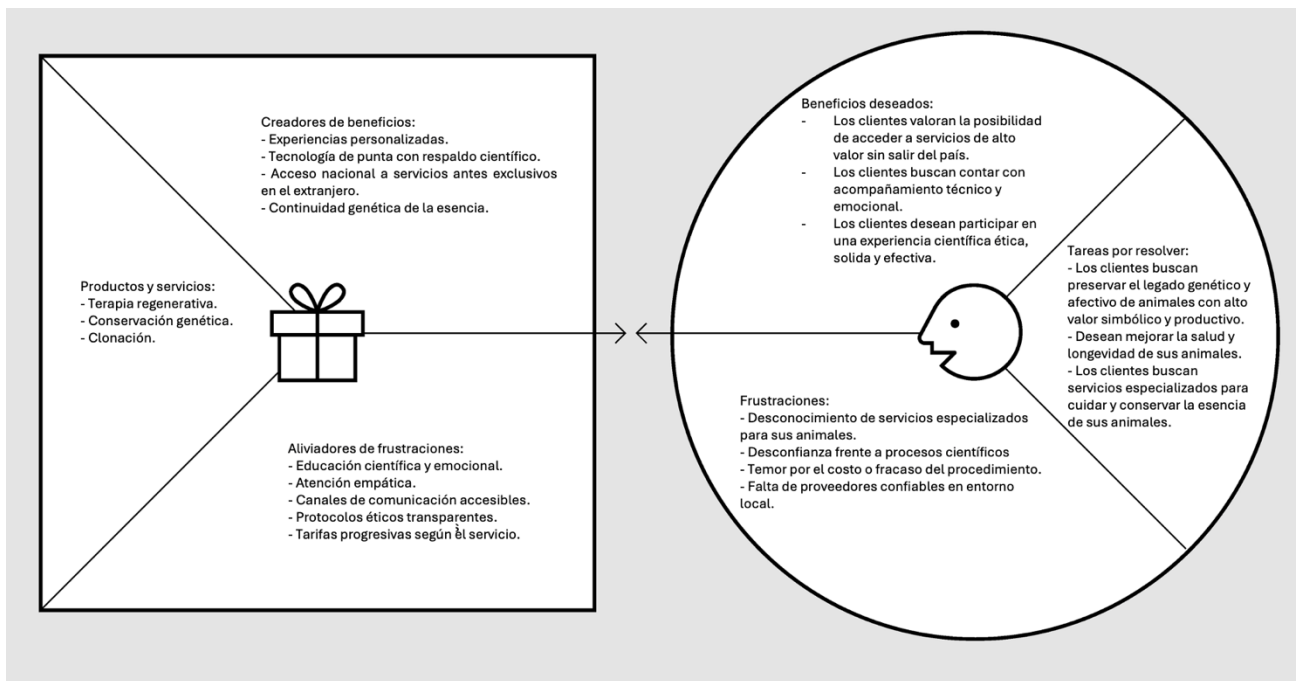 Creadores de beneficios:
- Experiencias personalizadas.
- Tecnología de punta con respaldo científico.
- Acceso nacional a servicios antes exclusivos
en el extranjero.
- Continuidad genética de la esencia.
Productos y servicios:
- Terapia regenerativa.
- Conservación genética.
- Clonación.
Aliviadores de frustraciones:
- Educación científica y emocional.
- Atención empática.
- Canales de comunicación accesibles.
- Protocolos éticos transparentes.
- Tarifas progresivas según el servicio.
Beneficios deseados:
- Los clientes valoran la posibilidad
de acceder a servicios de alto
valor sin salir del país.
- Los clientes buscan contar con
acompañamiento técnico y
emocional.
- Los clientes desean participar en
una experiencia científica ética,
solida y efectiva.
Tareas por resolver:
- Los clientes buscan
preservar el legado genético y
afectivo de animales con alto
valor simbólico y productivo.
- Desean mejorar la salud y
longevidad de sus animales.
- Los clientes buscan
servicios especializados para
cuidar y conservar la esencia
de sus animales.
Frustraciones:
- Desconocimiento de servicios especializados
para sus animales.
- Desconfianza frente a procesos científicos
- Temor por el costo o fracaso del procedimiento.
- Falta de proveedores confiables en entorno
local.